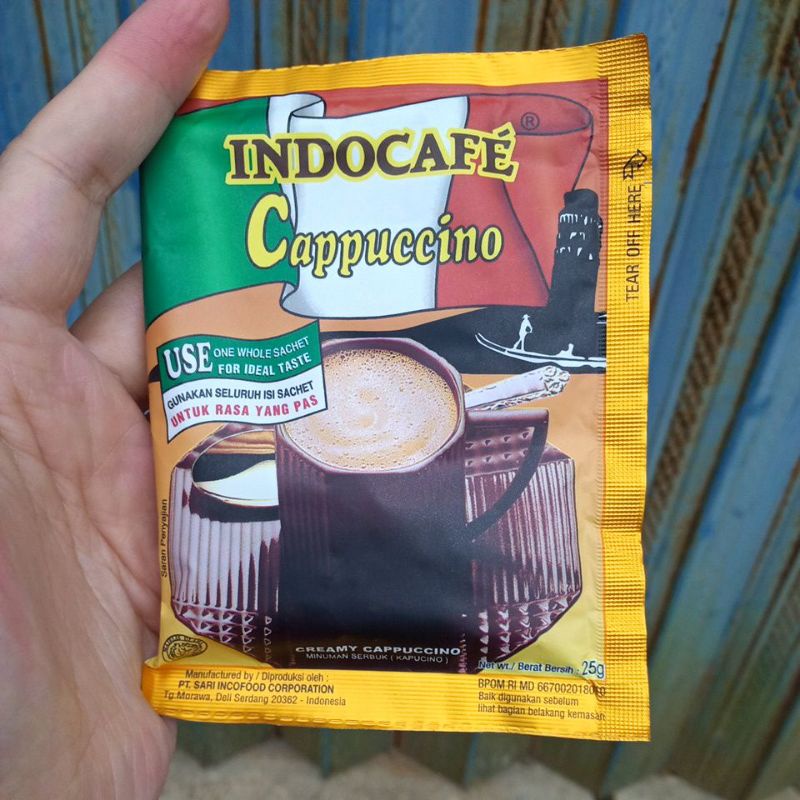 INDOCAFÉ ®
Cappuccino
TEAR OFF HERE
USE ONE WHOLE SACHET
FOR IDEAL TASTE
GUNAKAN SELURUH ISI SACHET
UNTUK RASA YANG PAS
Saran Penyajian
CREAMY CAPPUCCINO
MINUMAN SERBUK ( KAPUCINO )
Net wt./ Berat Bersih : 25g
Manufactured by / Diproduksi oleh :
PT. SARI INCOFOOD CORPORATION
Tg Morawa, Deli Serdang 20362 - Indonesia
BPOM RI MD
Baik digunakan sebelum
lihat bagian belakang kemasan